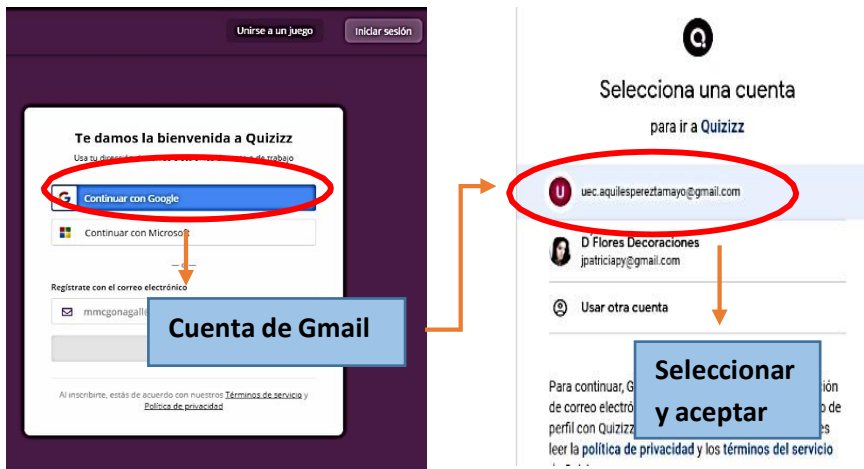 Unirse a un juego
Iniciar sesión
Te damos la bienvenida a Quizizz
Usa tu dirección de trabajo
G Continuar con Google
Continuar con Microsoft
Regístrate con el correo electrónico
mmcgonagall@
Cuenta de Gmail
Al inscribirte, estás de acuerdo con nuestros Términos de servicio y
Política de privacidad
Selecciona una cuenta
para ir a Quizizz
U uec.aquilespereztamayo@gmail.com
D Flores Decoraciones
jpatriciapy@gmail.com
Usar otra cuenta
Seleccionar
y aceptar
Para continuar, G ión
de correo electró o de
perfil con Quizizz es
leer la política de privacidad y los términos del servicio